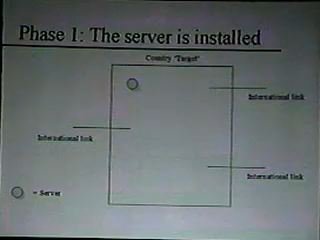 Phase 1: The server is installed
Country 'Target'
International link
International link
International link
= Server